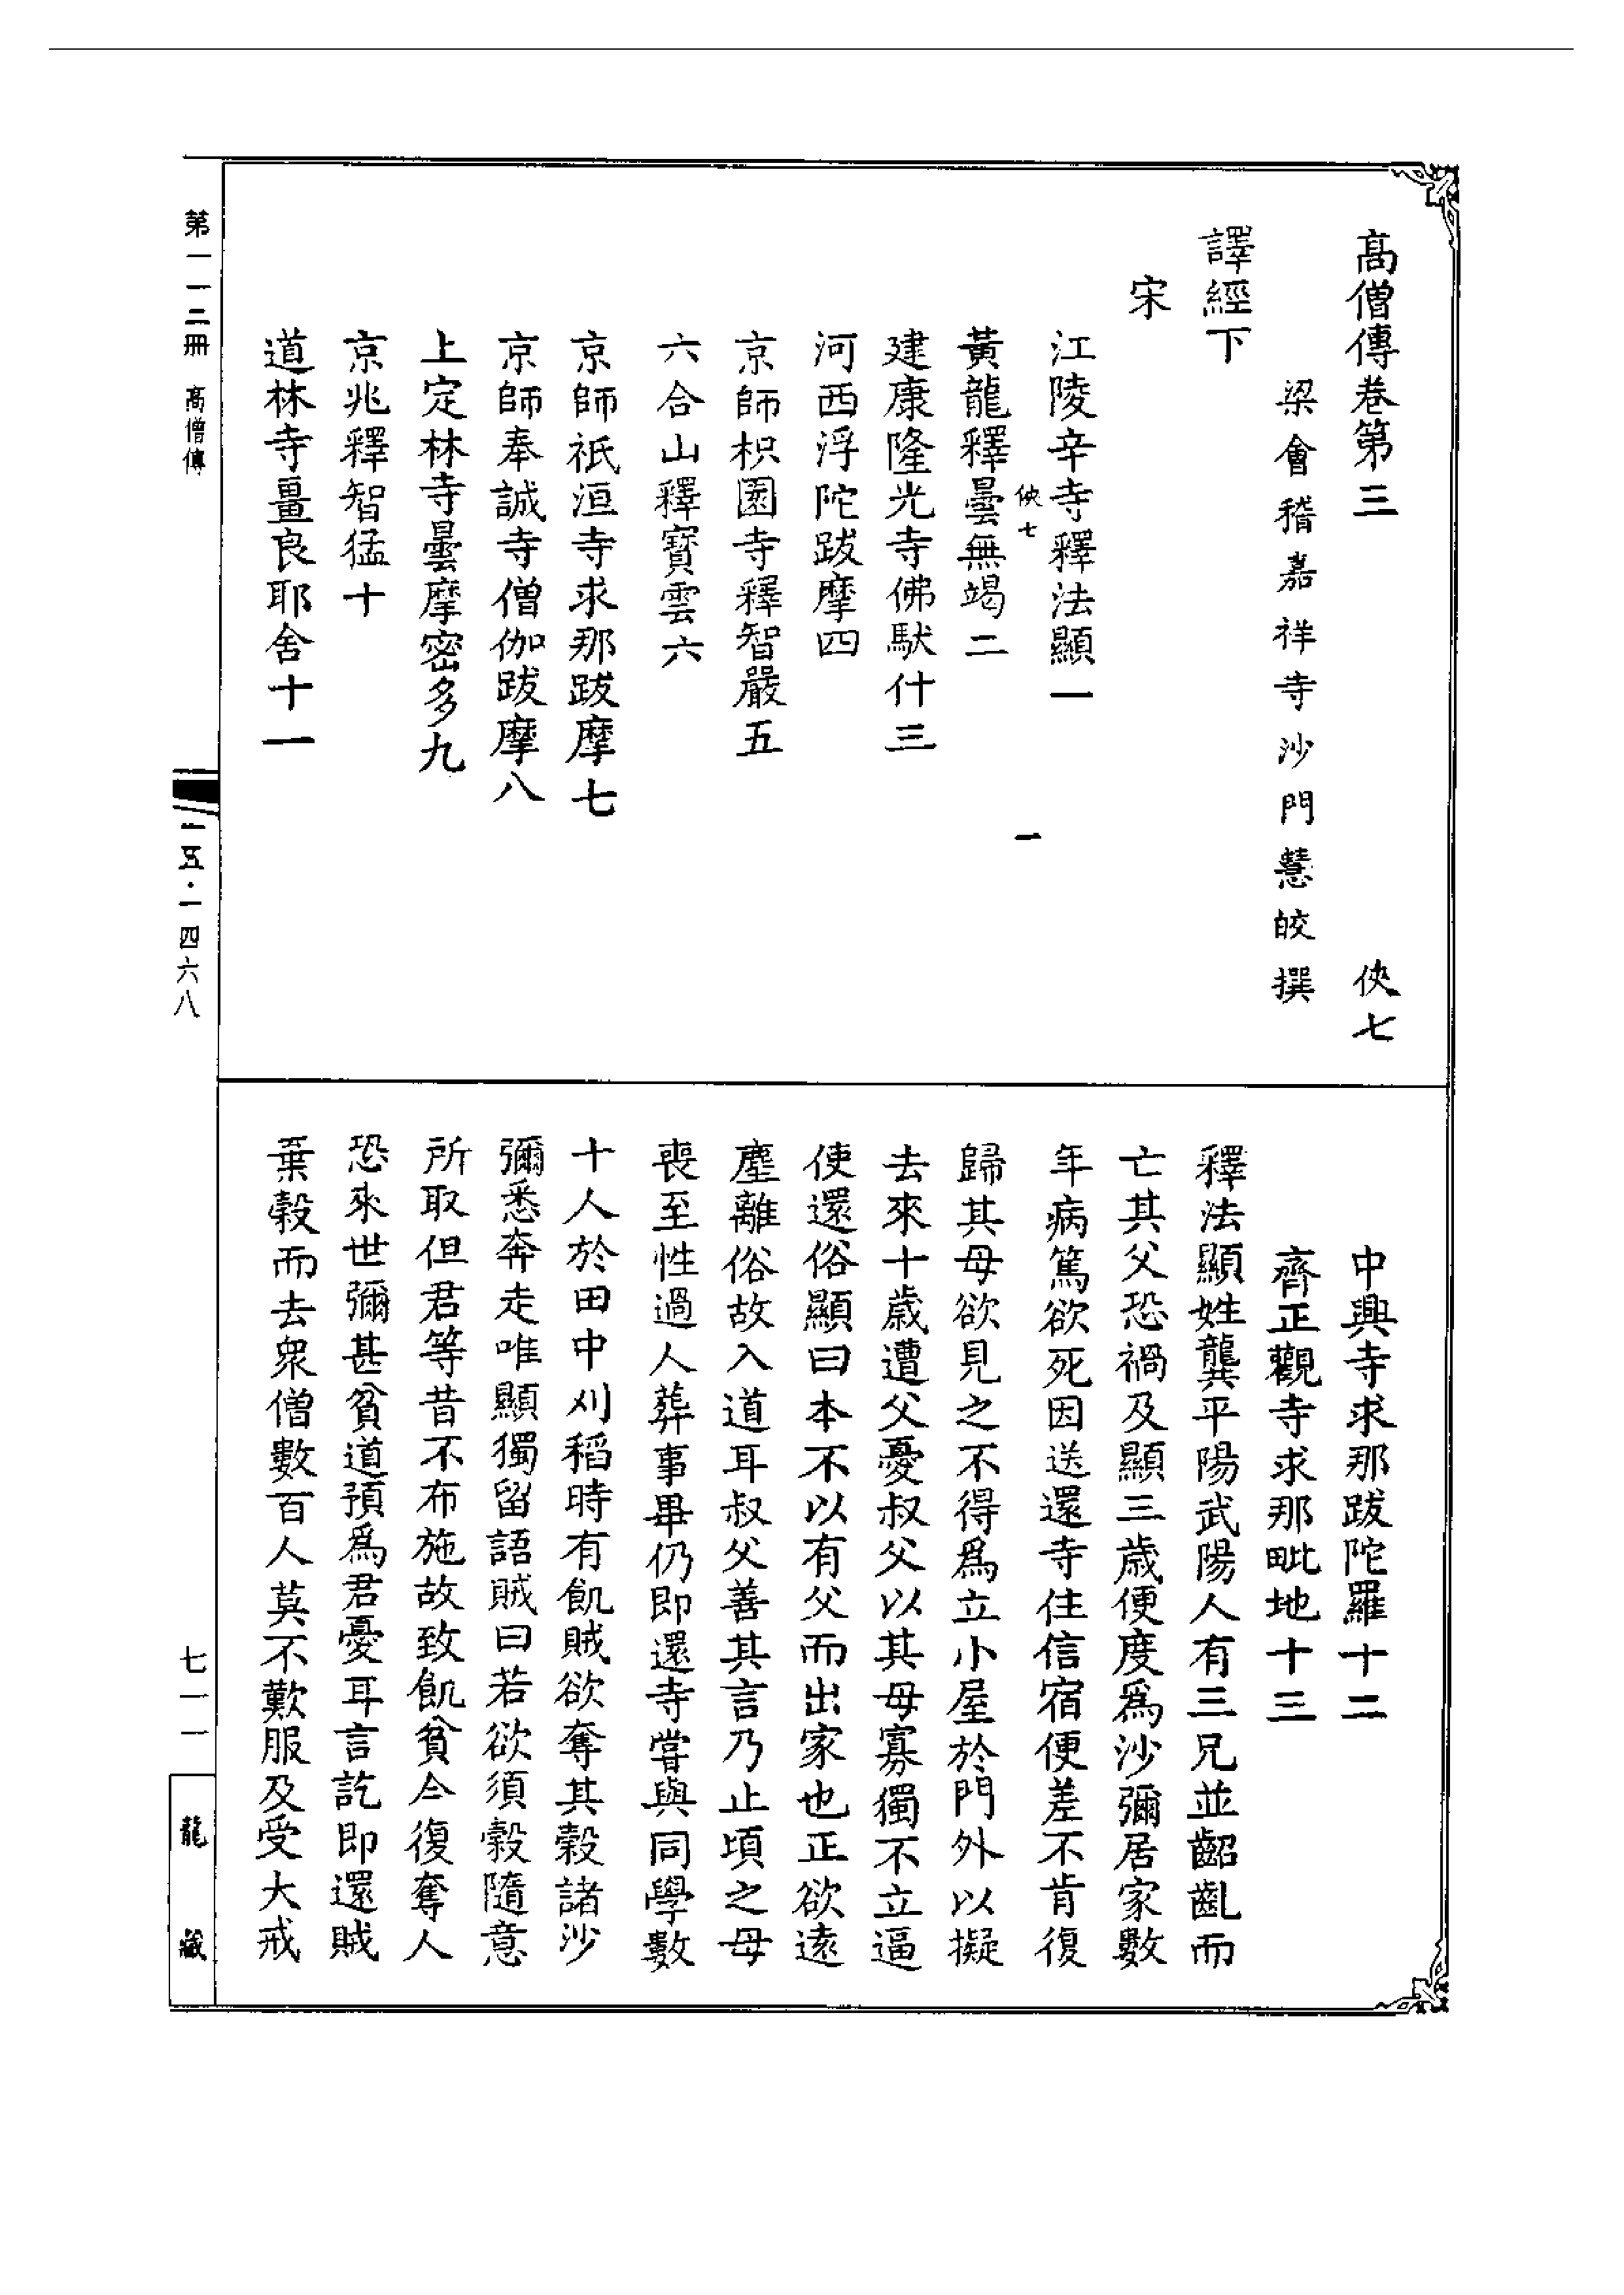 高僧傳卷第三 俠七
梁會稽嘉祥寺沙門慧皎撰
譯經下
宋
江陵辛寺釋法顯一
俠七 一
黃龍釋曇無竭二
建康隆光寺佛馱什三
河西浮陀跋摩四
京師枳園寺釋智嚴五
六合山釋寶雲六
京師祇洹寺求那跋摩七
京師奉誠寺僧伽跋摩八
上定林寺曇摩密多九
京兆釋智猛十
道林寺畺良耶舍十一
中興寺求那跋陀羅十二
齊正觀寺求那毗地十三
釋法顯姓龔平陽武陽人有三兄並齠齓而
亡其父恐禍及顯三歲便度爲沙彌居家數
年病篤欲死因送還寺住信宿便差不肯復
歸其母欲見之不得爲立小屋於門外以擬
去來十歲遭父憂叔父以其母寡獨不立逼
使還俗顯曰本不以有父而出家也正欲遠
塵離俗故入道耳叔父善其言乃止頃之母
喪至性過人葬事畢仍即還寺嘗與同學數
十人於田中刈稻時有飢賊欲奪其穀諸沙
彌悉奔走唯顯獨留語賊曰若欲須穀隨意
所取但君等昔不布施故致飢貧今復奪人
恐來世彌甚貧道預爲君憂耳言訖即還賊
棄穀而去衆僧數百人莫不歎服及受大戒
第一一三冊 高僧傳
一五·一四六八
七一一
龍藏